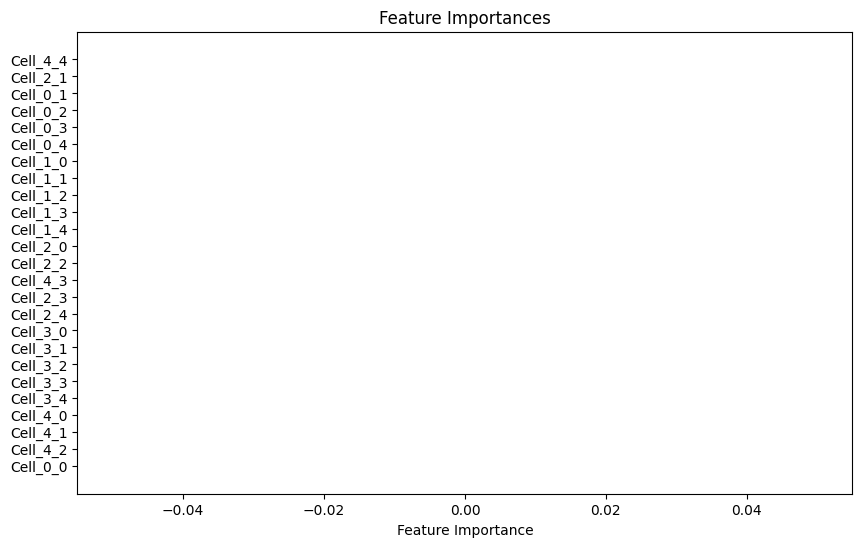 Feature Importances
Cell_4_4
Cell_2_1
Cell_0_1
Cell_0_2
Cell_0_3
Cell_0_4
Cell_1_0
Cell_1_1
Cell_1_2
Cell_1_3
Cell_1_4
Cell_2_0
Cell_2_2
Cell_4_3
Cell_2_3
Cell_2_4
Cell_3_0
Cell_3_1
Cell_3_2
Cell_3_3
Cell_3_4
Cell_4_0
Cell_4_1
Cell_4_2
Cell_0_0
−0.04 −0.02 0.00 0.02 0.04
Feature Importance